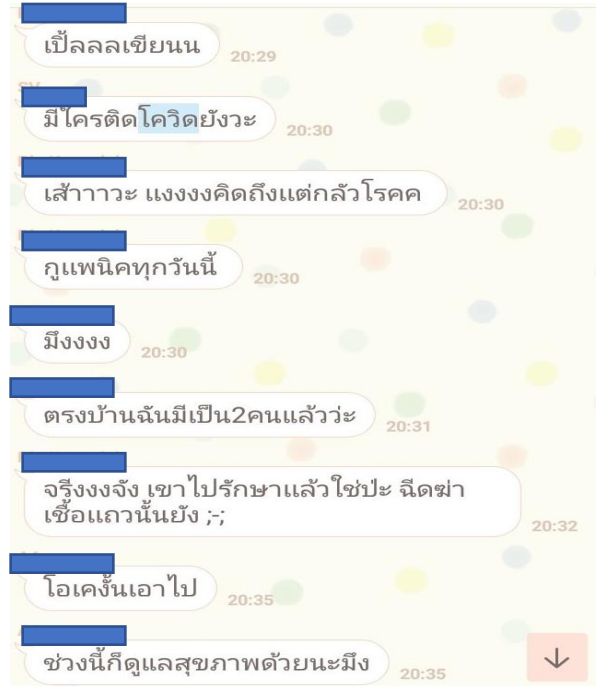 เปิ้ลลลเขียนน
20:29
มีใครติดโควิดยังวะ
20:30
เส้าาาวะ แงงงงคิดถึงแต่กลัวโรคค
20:30
กูแพนิคทุกวันนี้
20:30
มึงงงง
20:30
ตรงบ้านฉันมีเป็น2คนแล้วว่ะ
20:31
จรีงงงจัง เขาไปรักษาแล้วใช่ปะ ฉีดฆ่า
เชื้อแถวนั้นยัง ;-;
20:32
โอเคงั้นเอาไป
20:35
ช่วงนี้ก็ดูแลสุขภาพด้วยนะมึง
20:35